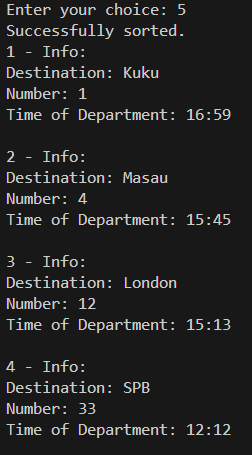 Enter your choice: 5
Successfully sorted.
1 - Info:
Destination: Kuku
Number: 1
Time of Department: 16:59
2 - Info:
Destination: Masau
Number: 4
Time of Department: 15:45
3 - Info:
Destination: London
Number: 12
Time of Department: 15:13
4 - Info:
Destination: SPB
Number: 33
Time of Department: 12:12